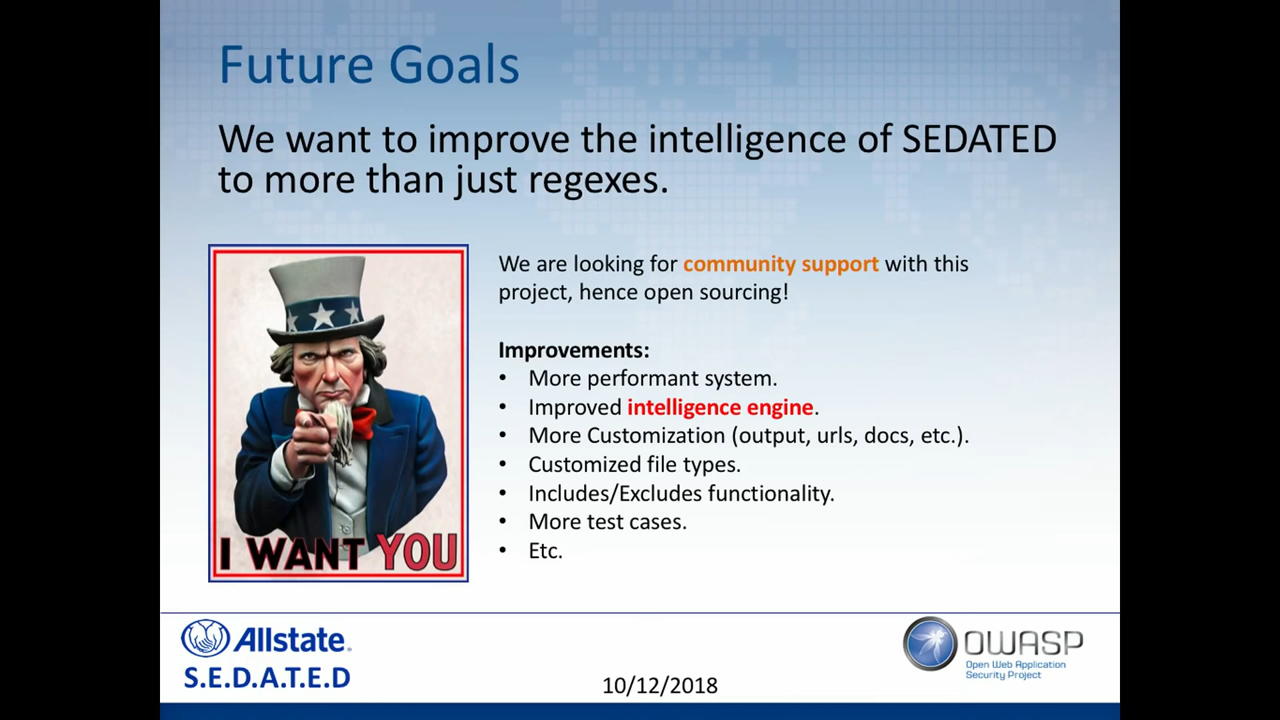 Future Goals
We want to improve the intelligence of SEDATED
to more than just regexes.
I WANT YOU
We are looking for community support with this
project, hence open sourcing!
Improvements:
• More performant system.
• Improved intelligence engine.
• More Customization (output, urls, docs, etc.).
• Customized file types.
• Includes/Excludes functionality.
• More test cases.
• Etc.
Allstate®
S.E.D.A.T.E.D
10/12/2018
OWASP
Open Web Application
Security Project